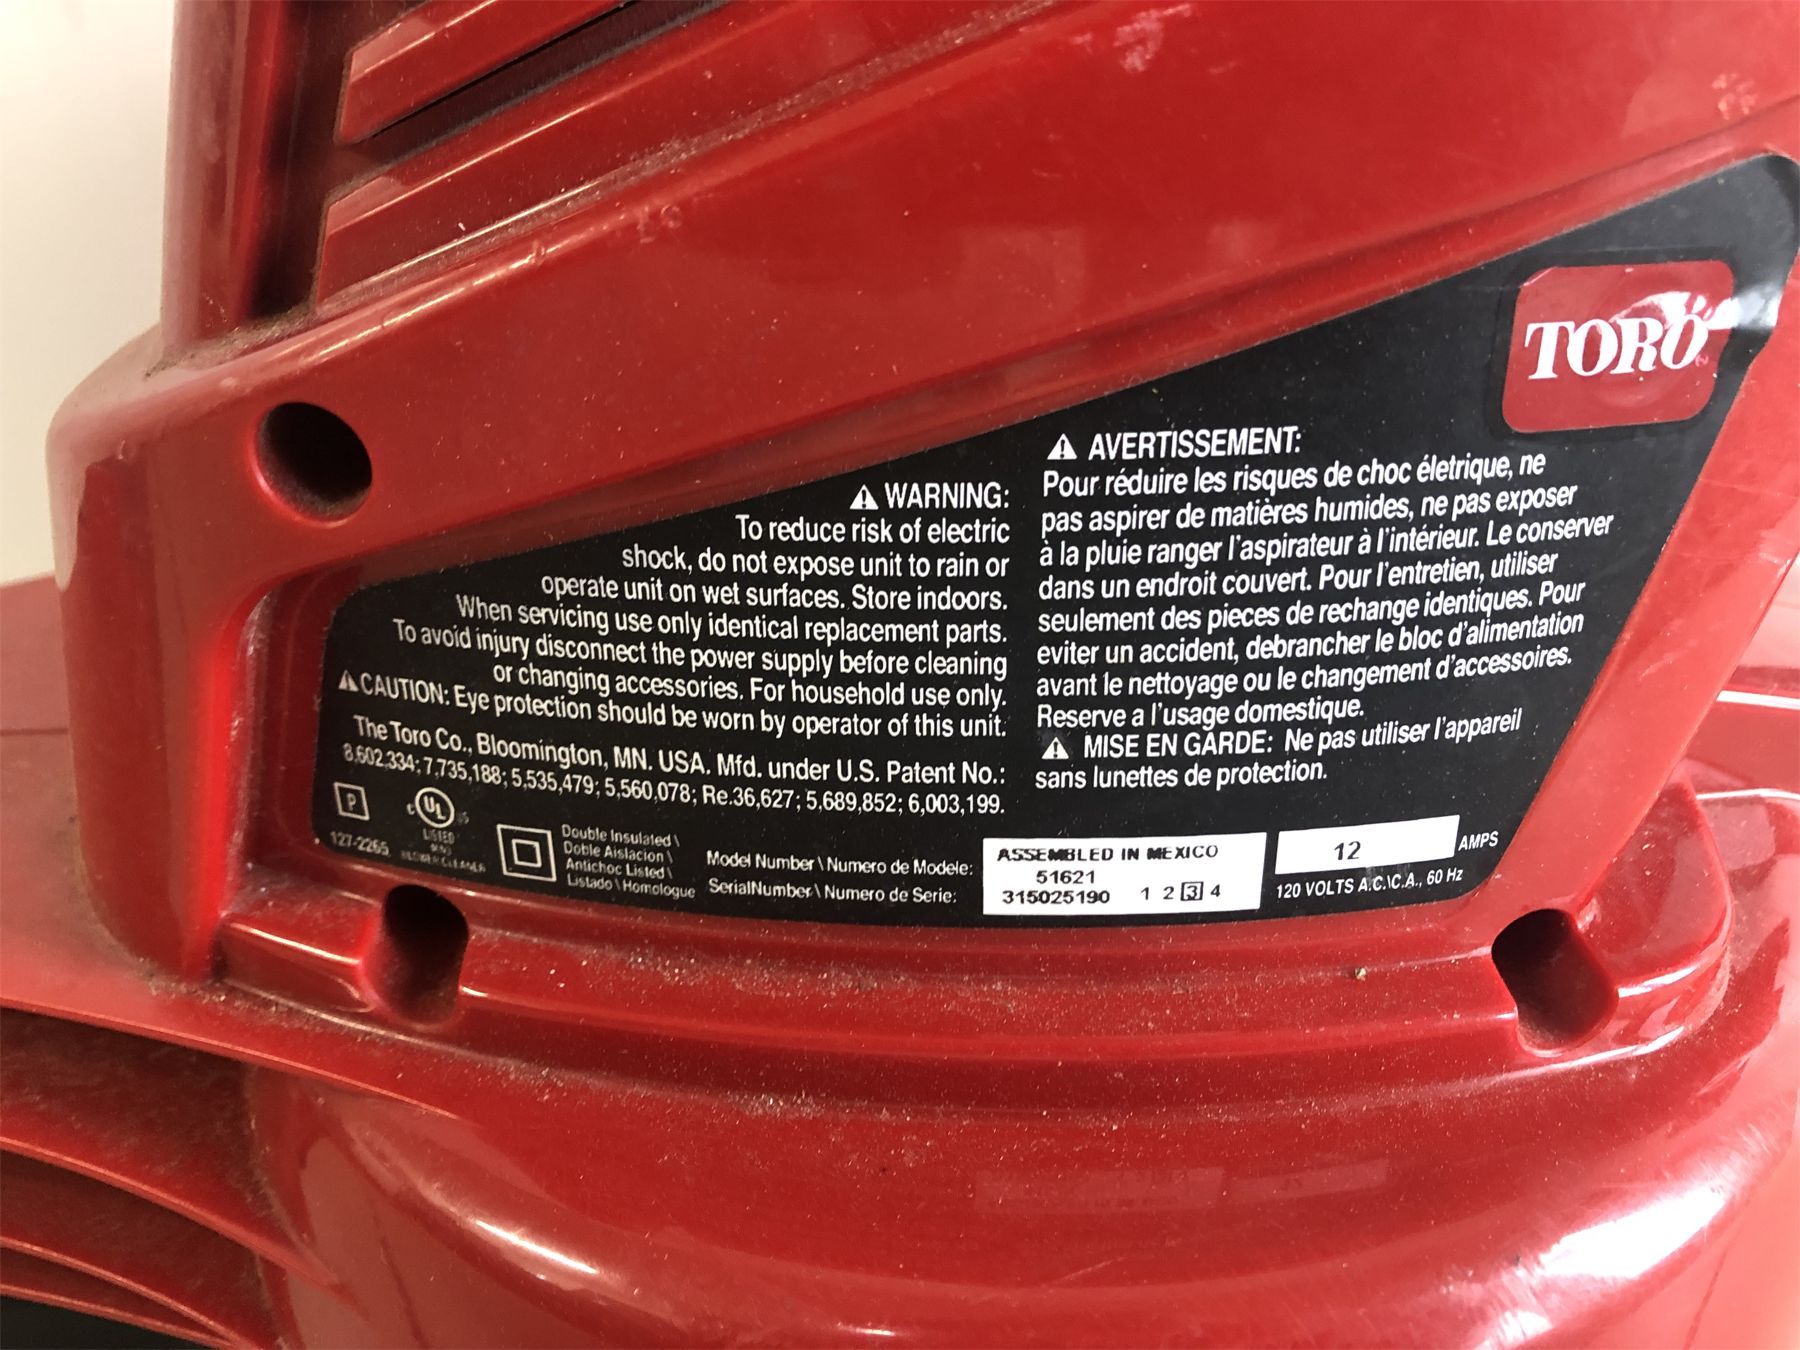 TORO
WARNING:
To reduce risk of electric
shock, do not expose unit to rain or
operate unit on wet surfaces. Store indoors.
When servicing use only identical replacement parts.
To avoid injury disconnect the power supply before cleaning
or changing accessories. For household use only.
CAUTION: Eye protection should be worn by operator of this unit.
The Toro Co., Bloomington, MN. USA. Mfd. under U.S. Patent No.:
8,602,334; 7,735,188; 5,535,479; 5,560,078; Re.36,627; 5,689,852; 6,003,199.
AVERTISSEMENT:
Pour réduire les risques de choc életrique, ne
pas aspirer de matières humides, ne pas exposer
à la pluie ranger l'aspirateur à l'intérieur. Le conserver
dans un endroit couvert. Pour l'entretien, utiliser
seulement des pieces de rechange identiques. Pour
eviter un accident, debrancher le bloc d'alimentation
avant le nettoyage ou le changement d'accessoires.
Reserve a l'usage domestique.
MISE EN GARDE: Ne pas utiliser l'appareil
sans lunettes de protection.
P
127-2265
C UL US
LISTED
BLOWER CLEANER
Double Insulated \
Doble Aislacion \
Antichoc Listed \
Listado \ Homologue
Model Number \ Numero de Modele:
SerialNumber \ Numero de Serie:
ASSEMBLED IN MEXICO
51621
315025190 1 2 3 4
12 AMPS
120 VOLTS A.C.\C.A., 60 Hz